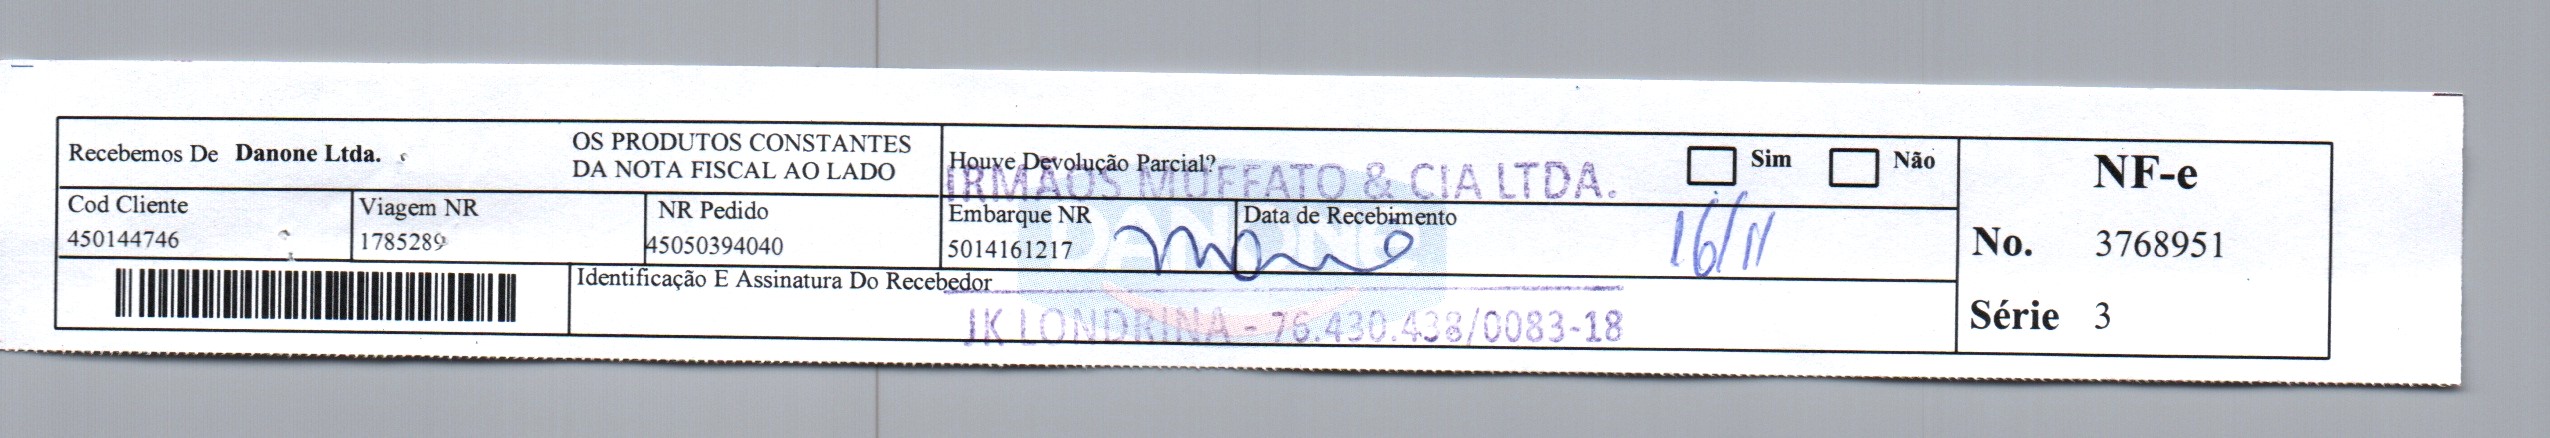 Recebemos De Danone Ltda.
OS PRODUTOS CONSTANTES
DA NOTA FISCAL AO LADO
Houve Devolução Parcial?
Sim
Não
IRMÃOS MUFFATO & CIA LTDA.
Cod Cliente
450144746
Viagem NR
1785289
NR Pedido
45050394040
Embarque NR
5014161217
Data de Recebimento
16/11
DANONE
Identificação E Assinatura Do Recebedor
JK LONDRINA - 76.430.438/0083-18
NF-e
No. 3768951
Série 3